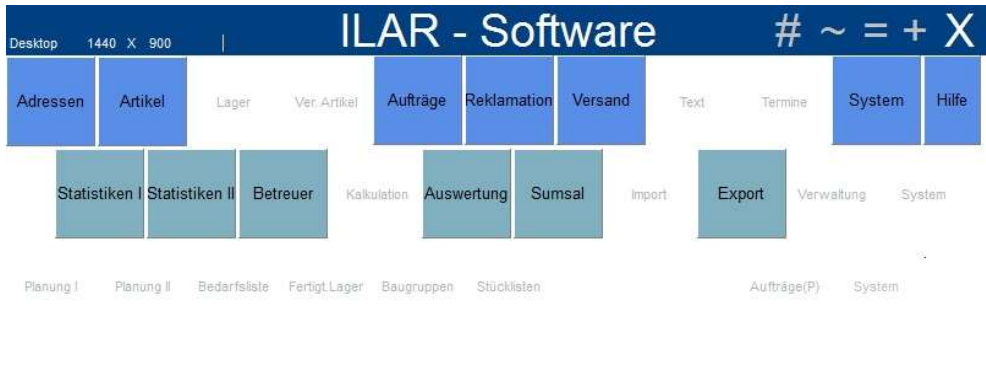 Desktop 1440 X 900 | ILAR - Software # ~ = + X
Adressen Artikel Lager Ver. Artikel Aufträge Reklamation Versand Text Termine System Hilfe
Statistiken I Statistiken II Betreuer Kalkulation Auswertung Sumsal Import Export Verwaltung System
Planung I Planung II Bedarfsliste Fertigt.Lager Baugruppen Stücklisten Aufträge(P) System